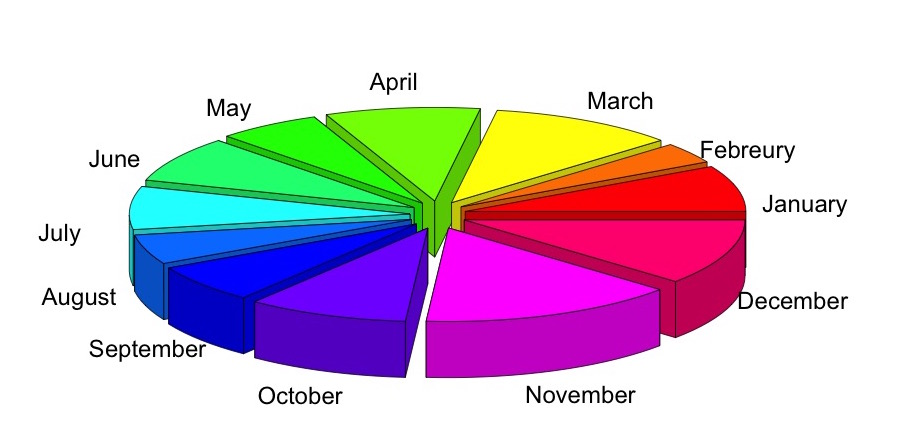 April
March
May
Febreury
June
January
July
August
December
September
October
November